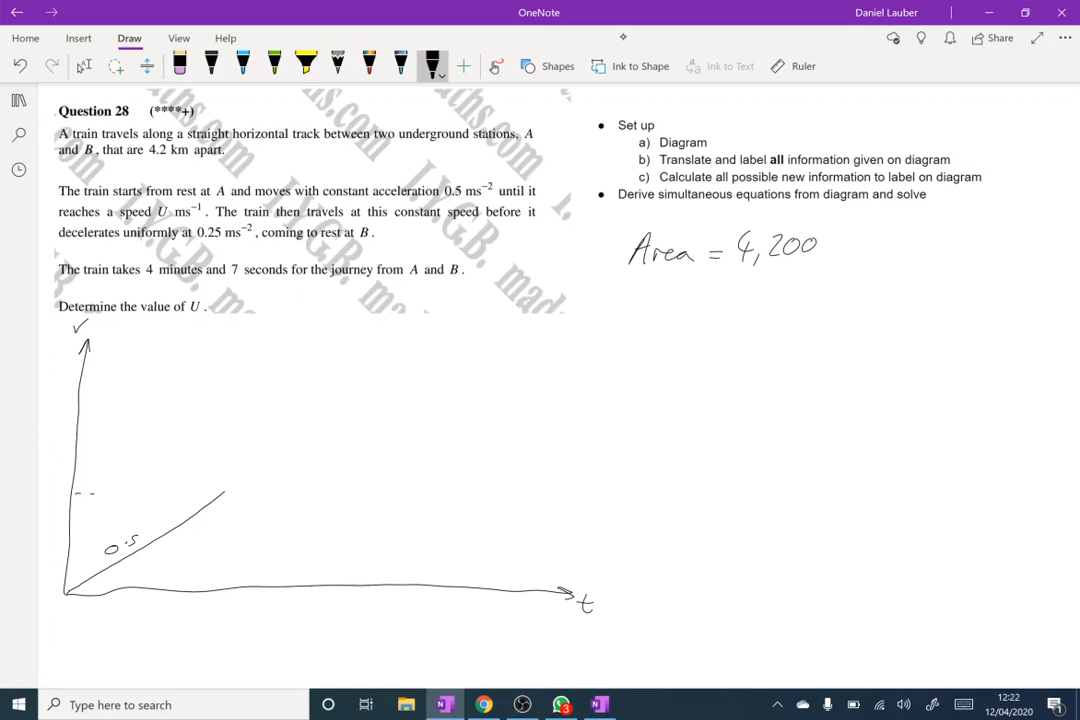 OneNote
Daniel Lauber
Home Insert Draw View Help
Share
Shapes
Ink to Shape
Ink to Text
Ruler
Question 28 (****+)
A train travels along a straight horizontal track between two underground stations, A
and B, that are 4.2 km apart.
The train starts from rest at A and moves with constant acceleration 0.5 ms⁻² until it
reaches a speed U ms⁻¹. The train then travels at this constant speed before it
decelerates uniformly at 0.25 ms⁻², coming to rest at B.
The train takes 4 minutes and 7 seconds for the journey from A and B.
Determine the value of U.
• Set up
a) Diagram
b) Translate and label all information given on diagram
c) Calculate all possible new information to label on diagram
• Derive simultaneous equations from diagram and solve
Area = 4,200
v
0.5
t
Type here to search
3
12:22
12/04/2020
1